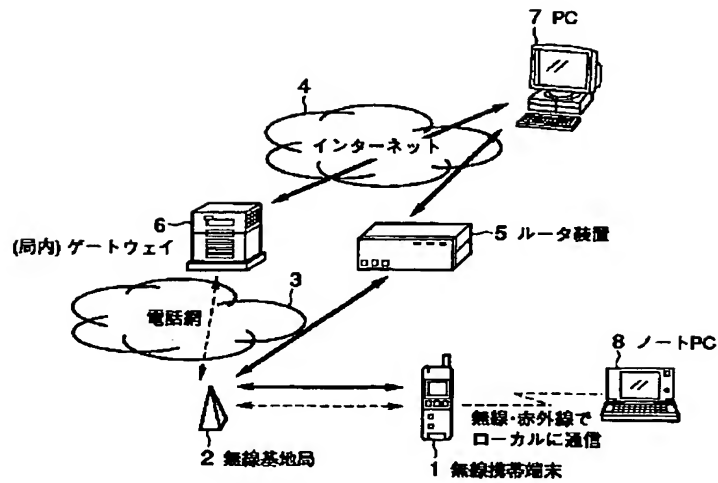 7 PC
4
インターネット
6
(局内) ゲートウェイ
5 ルータ装置
3
電話網
8 ノートPC
無線・赤外線で
ローカルに通信
2 無線基地局
1 無線携帯端末